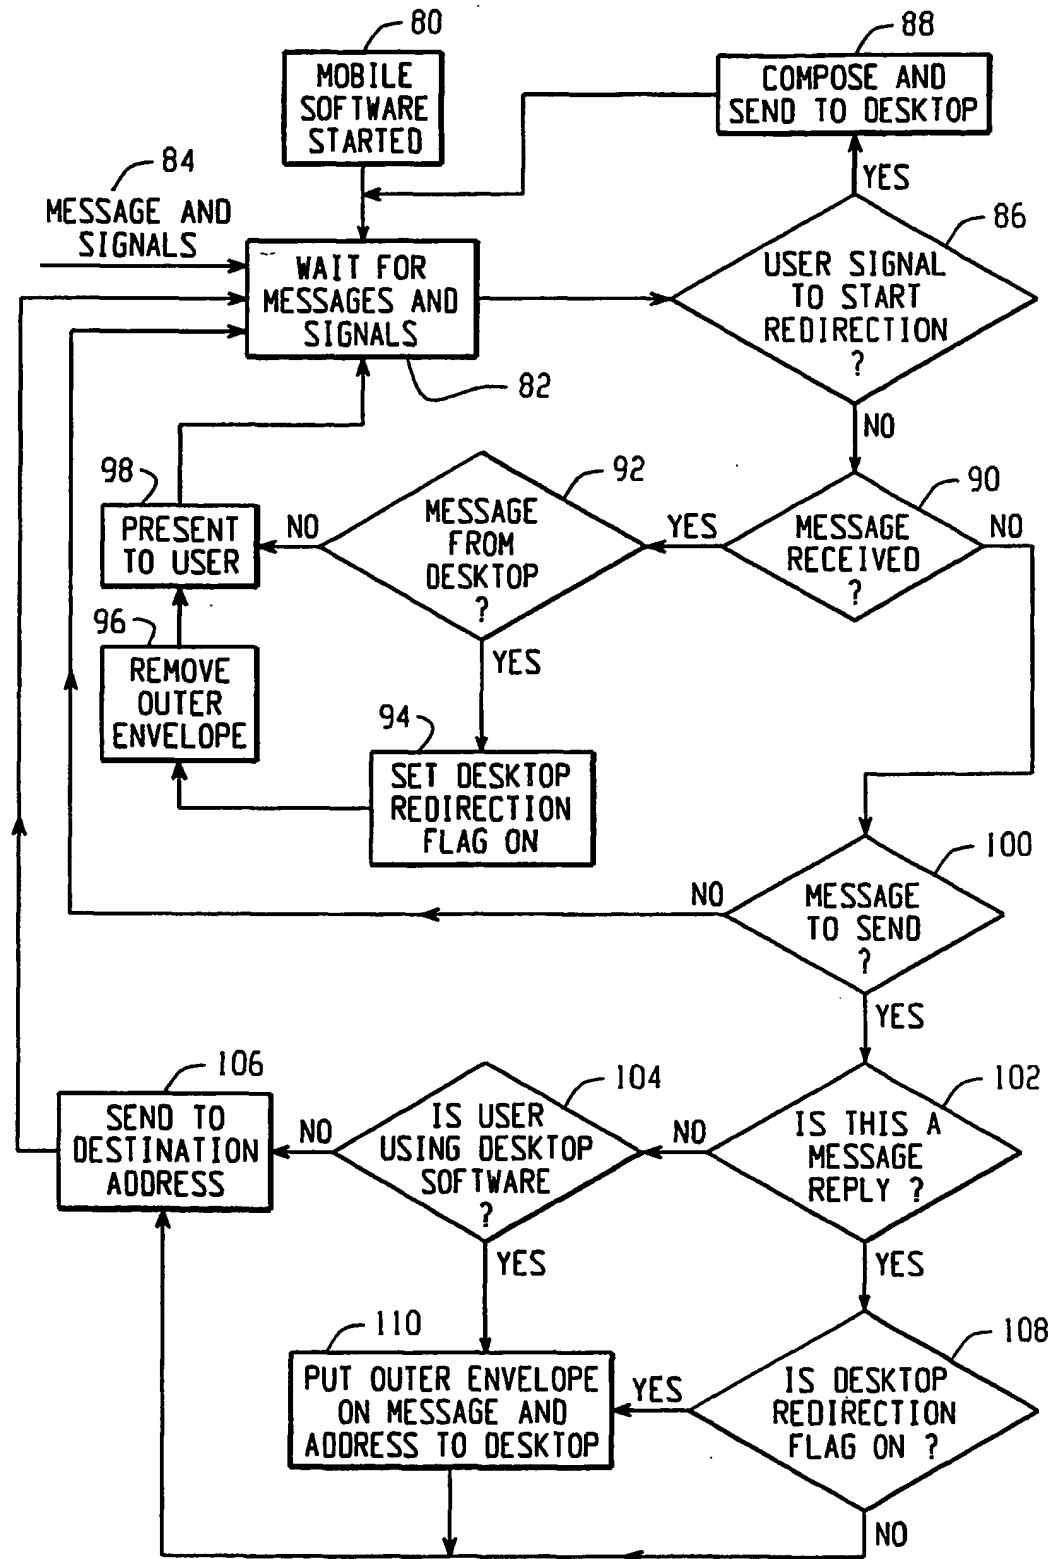 80
MOBILE
SOFTWARE
STARTED
88
COMPOSE AND
SEND TO DESKTOP
YES
84
MESSAGE AND
SIGNALS
WAIT FOR
MESSAGES AND
SIGNALS
82
86
USER SIGNAL
TO START
REDIRECTION
?
NO
98
PRESENT
TO USER
NO
92
MESSAGE
FROM
DESKTOP
?
YES
90
MESSAGE
RECEIVED
?
NO
96
REMOVE
OUTER
ENVELOPE
YES
94
SET DESKTOP
REDIRECTION
FLAG ON
100
MESSAGE
TO SEND
?
NO
YES
106
SEND TO
DESTINATION
ADDRESS
NO
104
IS USER
USING DESKTOP
SOFTWARE
?
NO
102
IS THIS A
MESSAGE
REPLY ?
YES
YES
110
PUT OUTER ENVELOPE
ON MESSAGE AND
ADDRESS TO DESKTOP
YES
108
IS DESKTOP
REDIRECTION
FLAG ON ?
NO